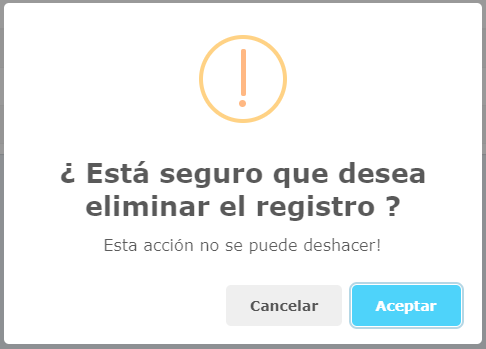 ¿ Está seguro que desea
eliminar el registro ?
Esta acción no se puede deshacer!
Cancelar
Aceptar